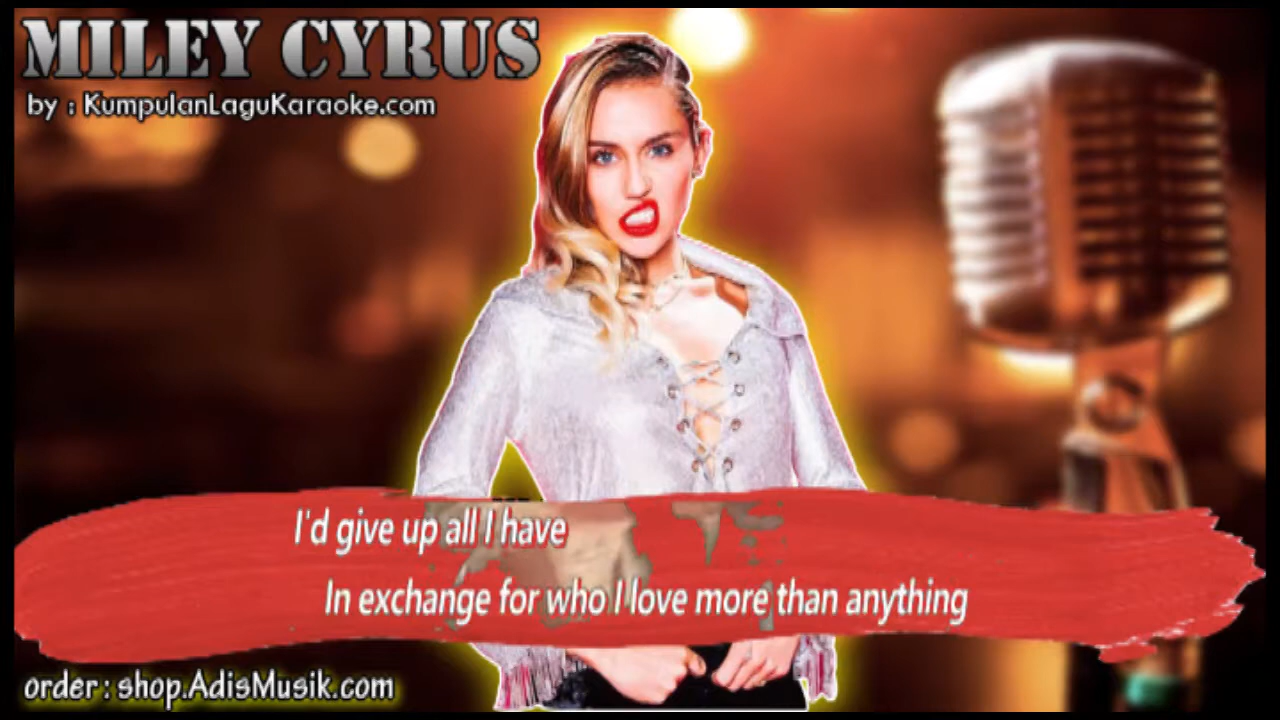 MILEY CYRUS
by : KumpulanLaguKaraoke.com
I'd give up all I have
In exchange for who I love more than anything
order : shop.AdisMusik.com